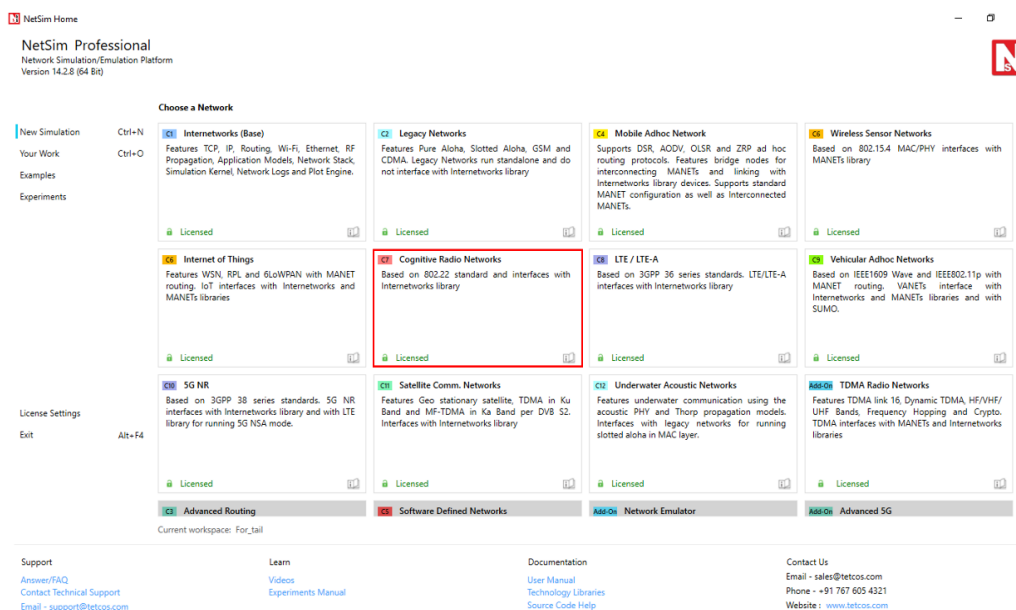 NetSim Home
NetSim Professional
Network Simulation/Emulation Platform
Version 14.2.8 (64 Bit)
Choose a Network
New Simulation Ctrl+N
Your Work Ctrl+O
Examples
Experiments
License Settings
Exit Alt+F4
C1 Internetworks (Base)
Features TCP, IP, Routing, Wi-Fi, Ethernet, RF
Propagation, Application Models, Network Stack,
Simulation Kernel, Network Logs and Plot Engine.
Licensed
C2 Legacy Networks
Features Pure Aloha, Slotted Aloha, GSM and
CDMA. Legacy Networks run standalone and do
not interface with Internetworks library
Licensed
C4 Mobile Adhoc Network
Supports DSR, AODV, OLSR and ZRP ad hoc
routing protocols. Features bridge nodes for
interconnecting MANETs and linking with
Internetworks library devices. Supports standard
MANET configuration as well as Interconnected
MANETs.
Licensed
C6 Wireless Sensor Networks
Based on 802.15.4 MAC/PHY interfaces with
MANETs library
Licensed
C6 Internet of Things
Features WSN, RPL and 6LoWPAN with MANET
routing. IoT interfaces with Internetworks and
MANETs libraries
Licensed
C7 Cognitive Radio Networks
Based on 802.22 standard and interfaces with
Internetworks library
Licensed
C8 LTE / LTE-A
Based on 3GPP 36 series standards. LTE/LTE-A
interfaces with Internetworks library
Licensed
C9 Vehicular Adhoc Networks
Based on IEEE1609 Wave and IEEE802.11p with
MANET routing. VANETs interface with
Internetworks and MANETs libraries and with
SUMO.
Licensed
C10 5G NR
Based on 3GPP 38 series standards. 5G NR
interfaces with Internetworks library and with LTE
library for running 5G NSA mode.
Licensed
C11 Satellite Comm. Networks
Features Geo stationary satellite, TDMA in Ku
Band and MF-TDMA in Ka Band per DVB S2.
Interfaces with Internetworks library
Licensed
C12 Underwater Acoustic Networks
Features underwater communication using the
acoustic PHY and Thorp propagation models.
Interfaces with legacy networks for running
slotted aloha in MAC layer.
Licensed
Add-On TDMA Radio Networks
Features TDMA link 16, Dynamic TDMA, HF/VHF/
UHF Bands, Frequency Hopping and Crypto.
TDMA interfaces with MANETs and Internetworks
libraries
Licensed
C3 Advanced Routing
C5 Software Defined Networks
Add-On Network Emulator
Add-On Advanced 5G
Current workspace: For_tail
Support
Answer/FAQ
Contact Technical Support
Email - support@tetcos.com
Learn
Videos
Experiments Manual
Documentation
User Manual
Technology Libraries
Source Code Help
Contact Us
Email - sales@tetcos.com
Phone - +91 767 605 4321
Website : www.tetcos.com